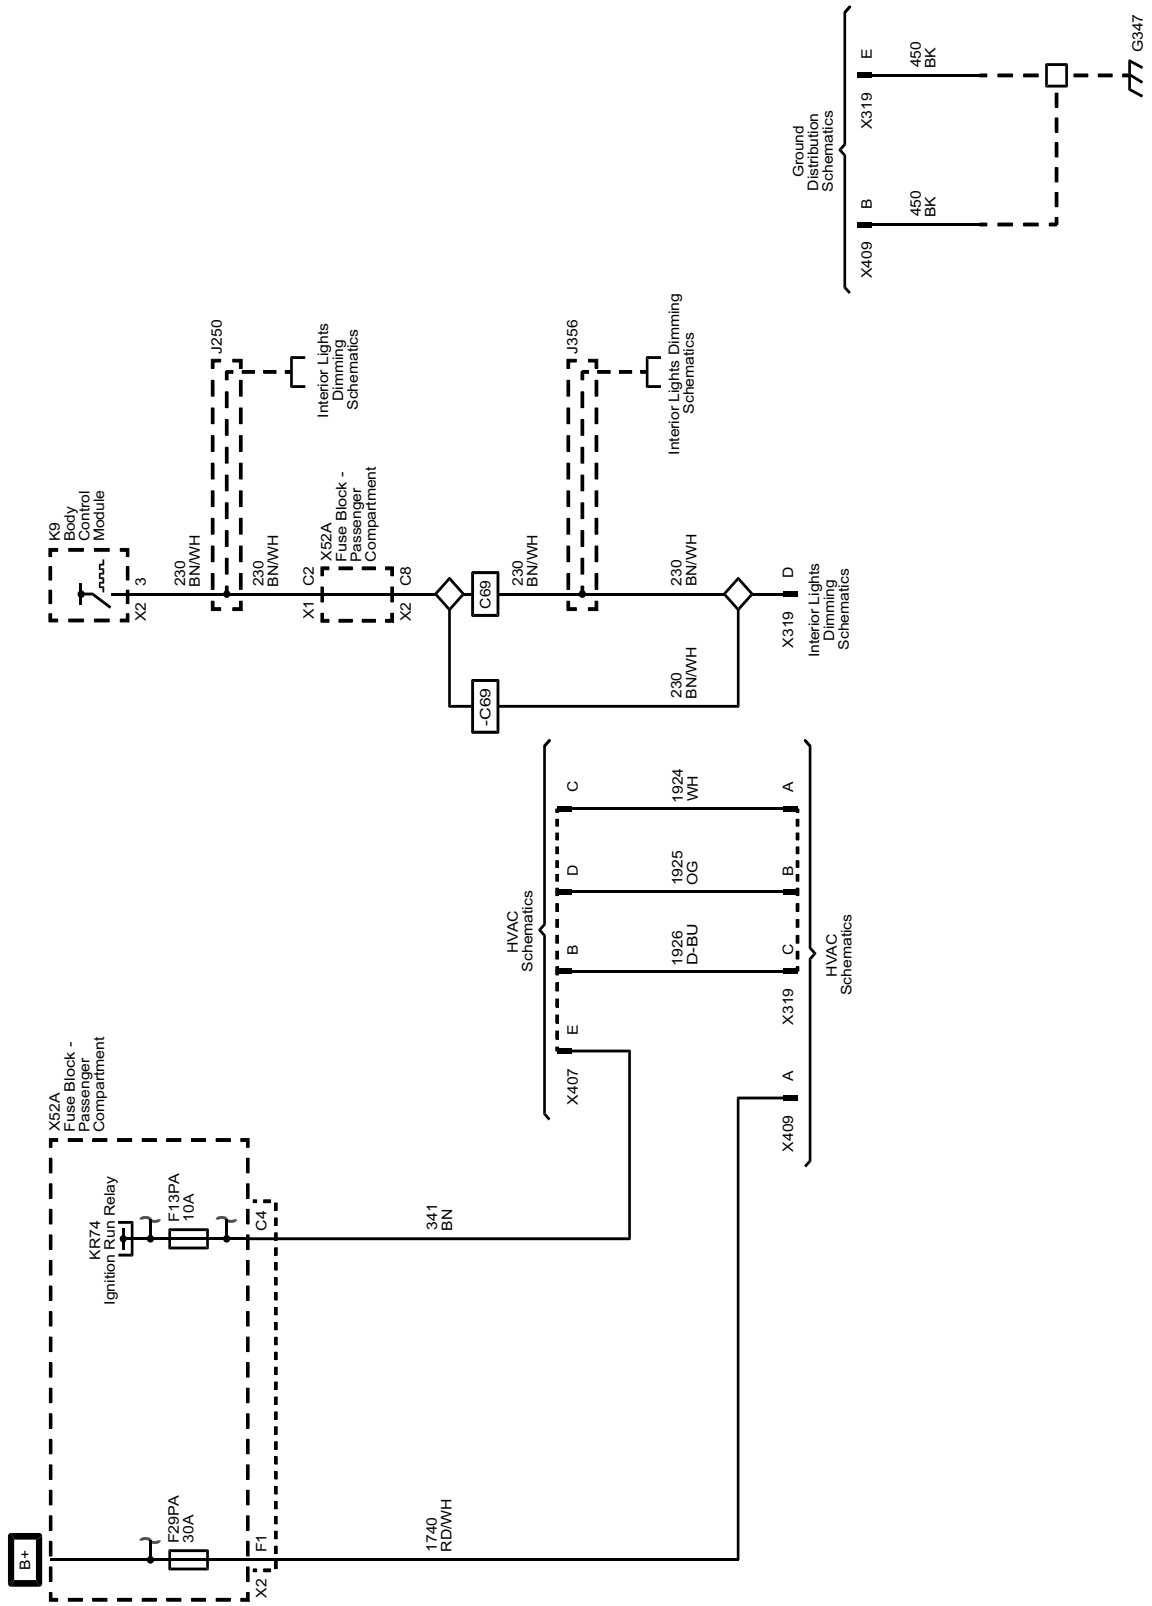 B+
X52A
Fuse Block -
Passenger
Compartment
KR74
Ignition Run Relay
F29PA
30A
F13PA
10A
X2
F1
C4
1740
RD/WH
341
BN
HVAC
Schematics
X407
E
B
D
C
1926
D-BU
1925
OG
1924
WH
X409
A
X319
C
B
A
HVAC
Schematics
K9
Body
Control
Module
X2
3
230
BN/WH
J250
230
BN/WH
Interior Lights
Dimming
Schematics
X1
C2
X52A
Fuse Block -
Passenger
Compartment
X2
C8
-C69
C69
230
BN/WH
J356
Interior Lights Dimming
Schematics
230
BN/WH
230
BN/WH
X319
D
Interior Lights
Dimming
Schematics
Ground
Distribution
Schematics
X409
B
X319
E
450
BK
450
BK
G347